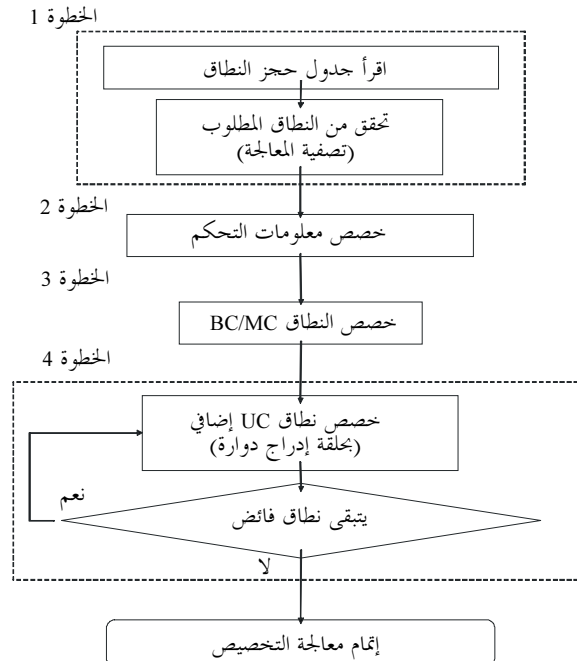 الخطوة 1
اقرأ جدول حجز النطاق
تحقق من النطاق المطلوب
(تصفية المعالجة)
الخطوة 2
خصص معلومات التحكم
الخطوة 3
خصص النطاق BC/MC
الخطوة 4
خصص نطاق UC إضافي
(بحلقة إدراج دوارة)
نعم
يتبقى نطاق فائض
لا
إتمام معالجة التخصيص